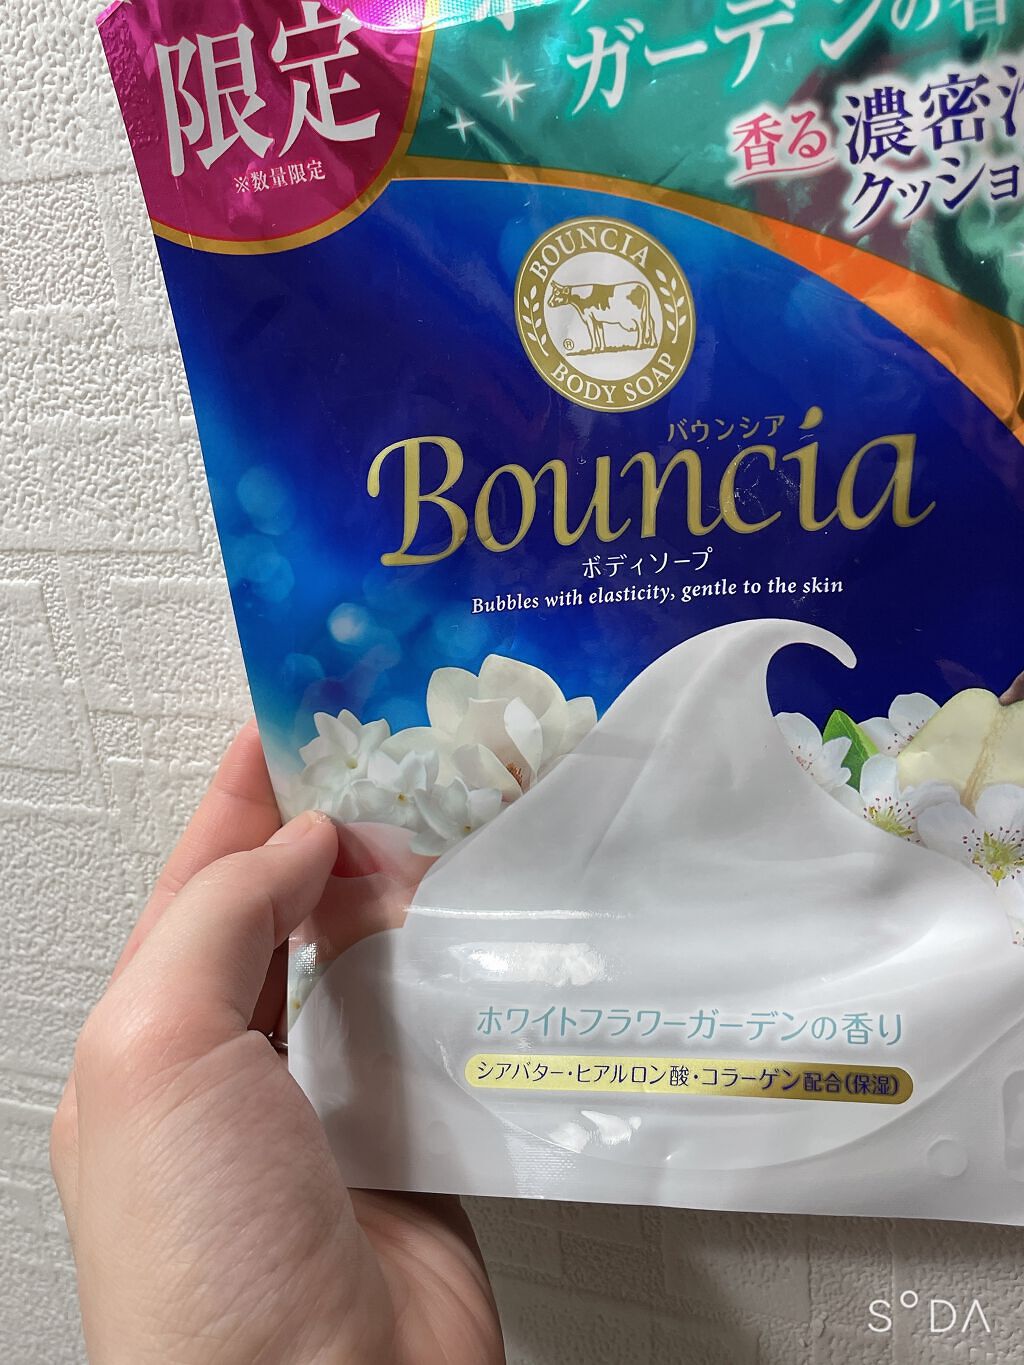 限定
※数量限定
ガーデンの香
香る濃密
クッショ
BOUNCIA
BODY SOAP
®
バウンシア
Bouncia
ボディソープ
Bubbles with elasticity, gentle to the skin
ホワイトフラワーガーデンの香り
シアバター・ヒアルロン酸・コラーゲン配合(保湿)
SODA